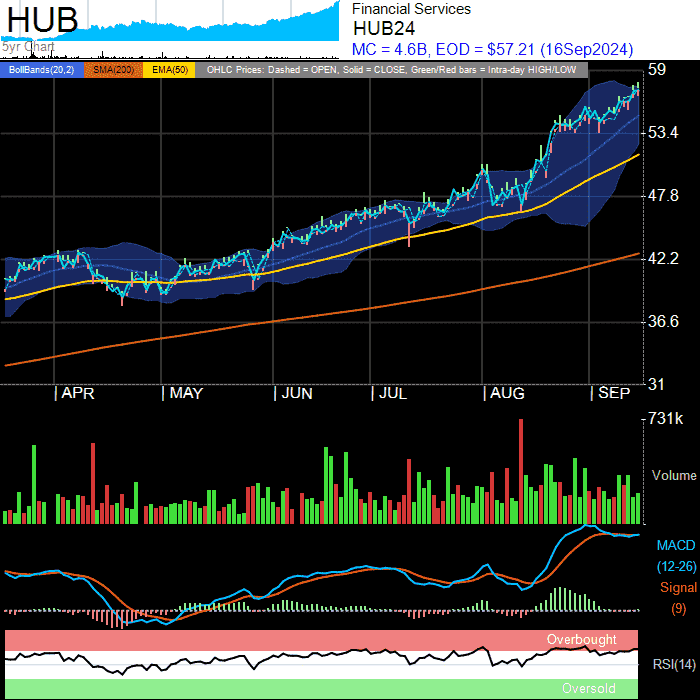 HUB
5yr Chart
Financial Services
HUB24
MC = 4.6B, EOD = $57.21 (16Sep2024)
BollBands(20,2) SMA(200) EMA(50) OHLC Prices: Dashed = OPEN, Solid = CLOSE, Green/Red bars = Intra-day HIGH/LOW
59
53.4
47.8
42.2
36.6
31
| APR | MAY | JUN | JUL | AUG | SEP
731k
Volume
MACD
(12-26)
Signal
(9)
Overbought
RSI(14)
Oversold